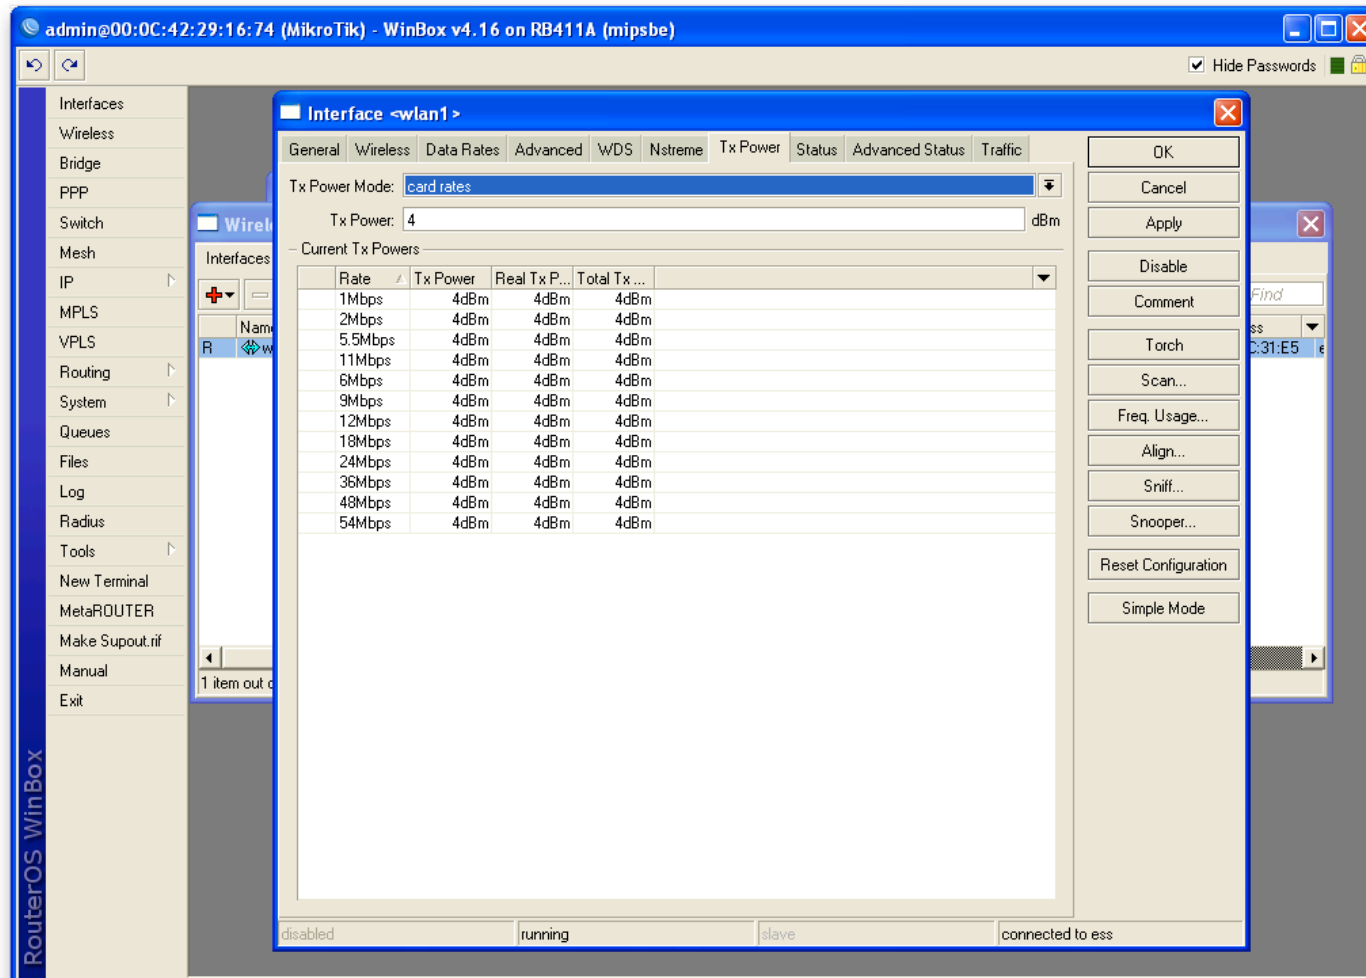 admin@00:0C:42:29:16:74 (MikroTik) - WinBox v4.16 on RB411A (mipsbe)
Hide Passwords
Interfaces
Wireless
Bridge
PPP
Switch
Mesh
IP
MPLS
VPLS
Routing
System
Queues
Files
Log
Radius
Tools
New Terminal
MetaROUTER
Make Supout.rif
Manual
Exit
RouterOS WinBox
Interfaces
Find
R
C:31:E5
1 item out
Interface <wlan1>
General Wireless Data Rates Advanced WDS Nstreme Tx Power Status Advanced Status Traffic
Tx Power Mode: card rates
Tx Power: 4 dBm
Current Tx Powers
Rate Tx Power Real Tx P... Total Tx ...
1Mbps 4dBm 4dBm 4dBm
2Mbps 4dBm 4dBm 4dBm
5.5Mbps 4dBm 4dBm 4dBm
11Mbps 4dBm 4dBm 4dBm
6Mbps 4dBm 4dBm 4dBm
9Mbps 4dBm 4dBm 4dBm
12Mbps 4dBm 4dBm 4dBm
18Mbps 4dBm 4dBm 4dBm
24Mbps 4dBm 4dBm 4dBm
36Mbps 4dBm 4dBm 4dBm
48Mbps 4dBm 4dBm 4dBm
54Mbps 4dBm 4dBm 4dBm
OK
Cancel
Apply
Disable
Comment
Torch
Scan...
Freq. Usage...
Align...
Sniff...
Snooper...
Reset Configuration
Simple Mode
disabled running slave connected to ess